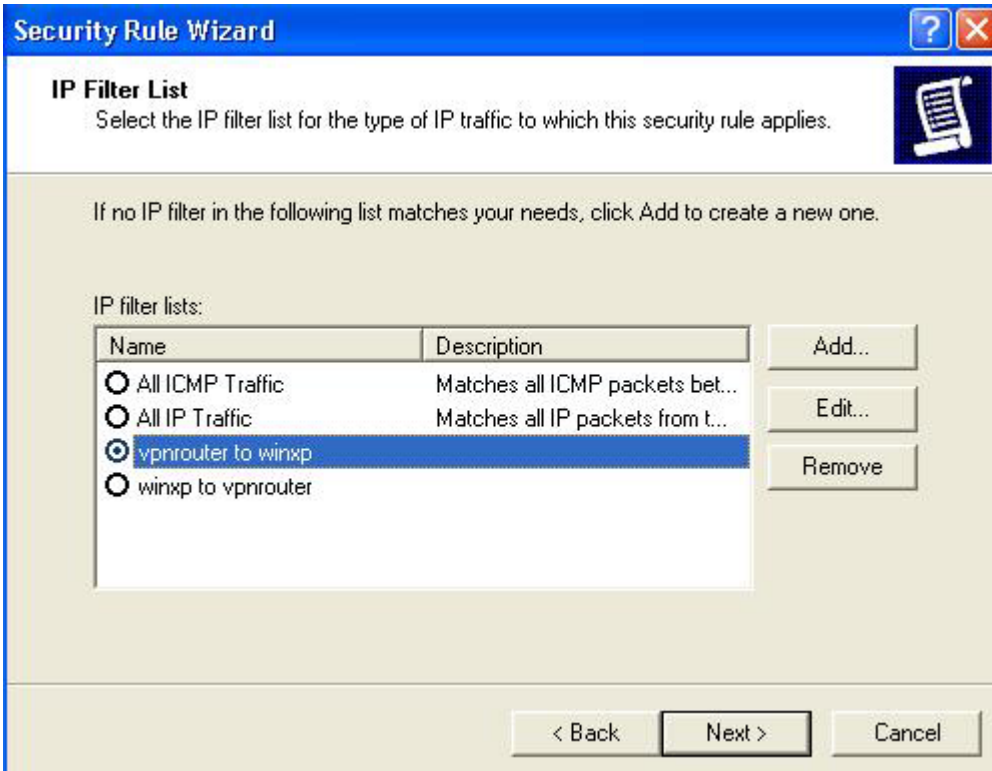 Security Rule Wizard
?
IP Filter List
Select the IP filter list for the type of IP traffic to which this security rule applies.
If no IP filter in the following list matches your needs, click Add to create a new one.
IP filter lists:
Name Description
All ICMP Traffic Matches all ICMP packets bet...
All IP Traffic Matches all IP packets from t...
vpnrouter to winxp
winxp to vpnrouter
Add...
Edit...
Remove
< Back Next > Cancel